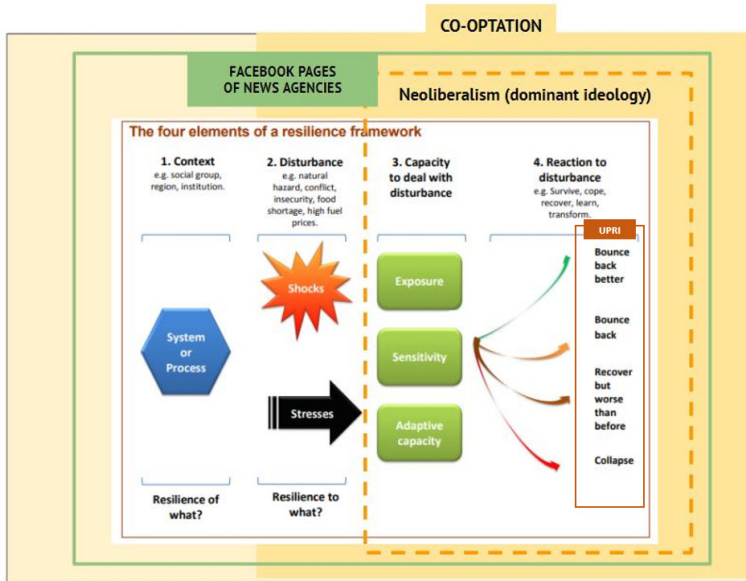 CO-OPTATION
FACEBOOK PAGES
OF NEWS AGENCIES
Neoliberalism (dominant ideology)
The four elements of a resilience framework
1. Context
e.g. social group,
region, institution.
2. Disturbance
e.g. natural
hazard, conflict,
insecurity, food
shortage, high fuel
prices.
3. Capacity
to deal with
disturbance
4. Reaction to
disturbance
e.g. Survive, cope,
recover, learn,
transform.
UPRI
System
or
Process
Shocks
Stresses
Exposure
Sensitivity
Adaptive
capacity
Bounce
back
better
Bounce
back
Recover
but
worse
than
before
Collapse
Resilience of
what?
Resilience to
what?